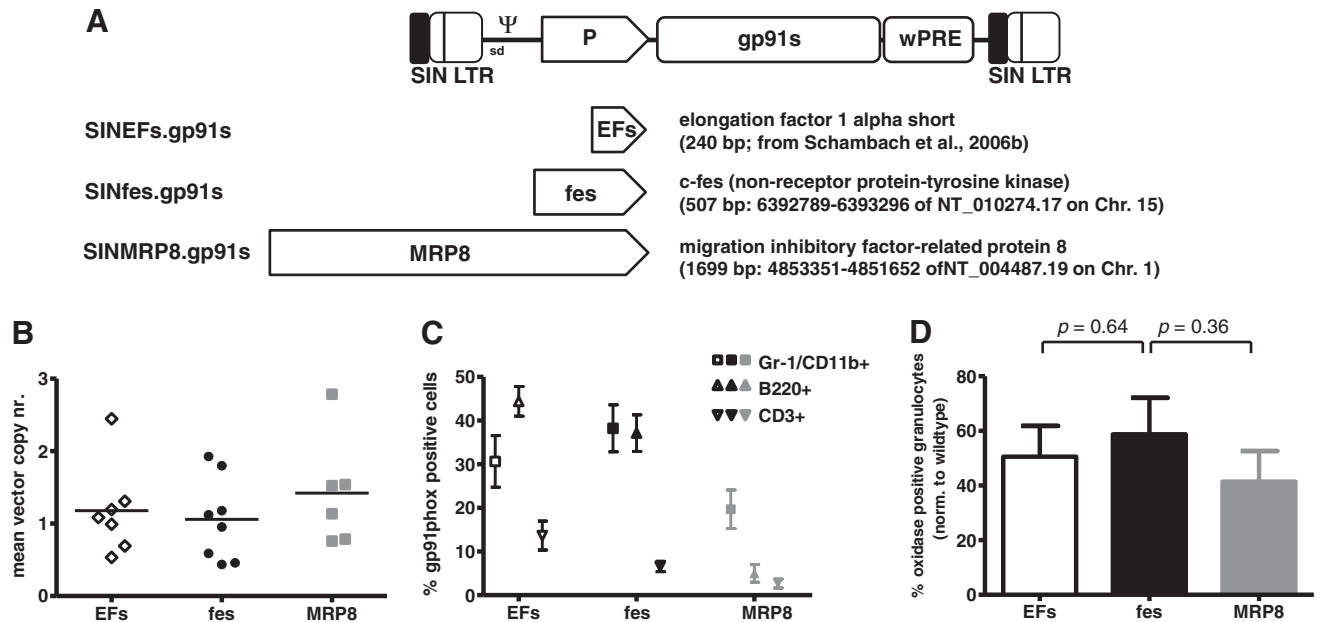 A
Ψ
sd
P
gp91s
wPRE
SIN LTR
SIN LTR
SINEFs.gp91s
EFs
elongation factor 1 alpha short
(240 bp; from Schambach et al., 2006b)
SINfes.gp91s
fes
c-fes (non-receptor protein-tyrosine kinase)
(507 bp: 6392789-6393296 of NT_010274.17 on Chr. 15)
SINMRP8.gp91s
MRP8
migration inhibitory factor-related protein 8
(1699 bp: 4853351-4851652 ofNT_004487.19 on Chr. 1)
B
mean vector copy nr.
3
2
1
0
EFs
fes
MRP8
C
% gp91phox positive cells
50
40
30
20
10
0
EFs
fes
MRP8
Gr-1/CD11b+
B220+
CD3+
D
% oxidase positive granulocytes
(norm. to wildtype)
p = 0.64
p = 0.36
80
60
40
20
0
EFs
fes
MRP8